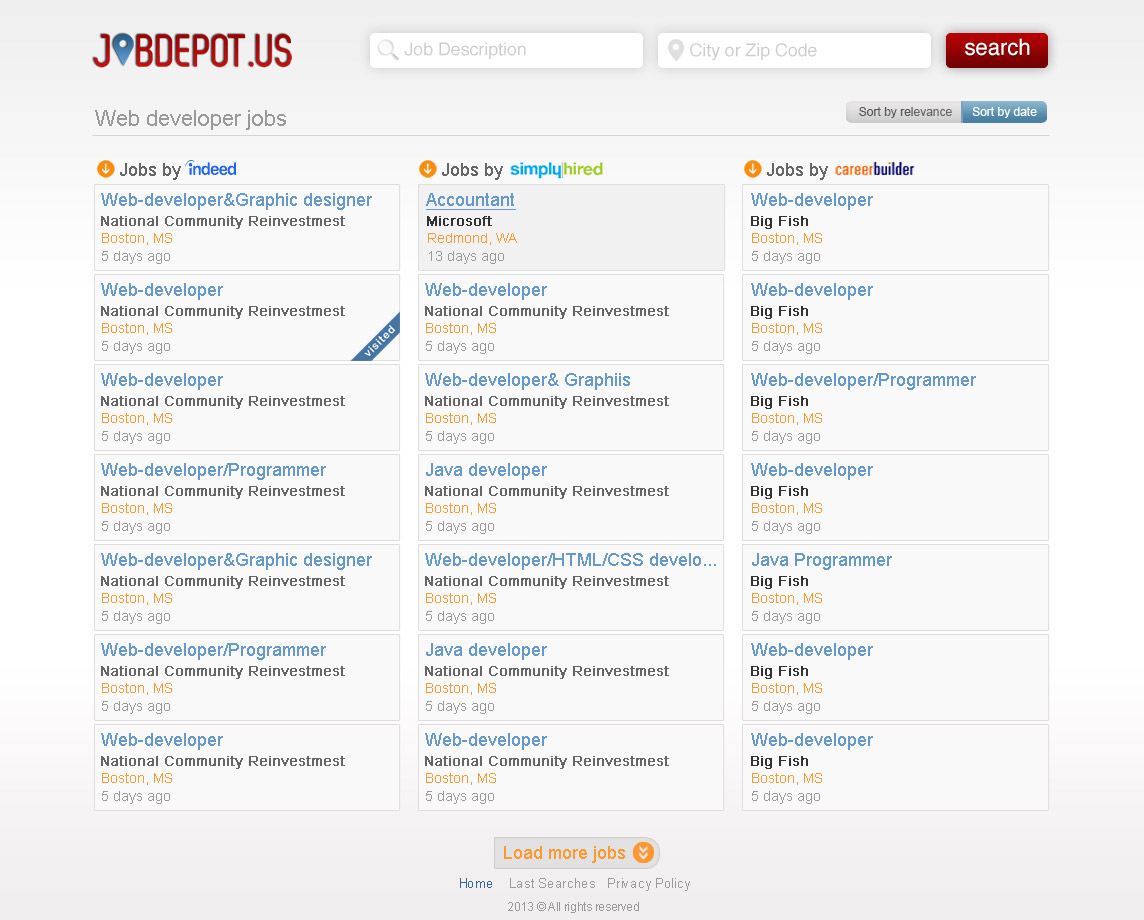 JOBDEPOT.US
Job Description
City or Zip Code
search
Web developer jobs
Sort by relevance
Sort by date
Jobs by indeed
Web-developer&Graphic designer
National Community Reinvestmest
Boston, MS
5 days ago
Web-developer
National Community Reinvestmest
Boston, MS
5 days ago
visited
Web-developer
National Community Reinvestmest
Boston, MS
5 days ago
Web-developer/Programmer
National Community Reinvestmest
Boston, MS
5 days ago
Web-developer&Graphic designer
National Community Reinvestmest
Boston, MS
5 days ago
Web-developer/Programmer
National Community Reinvestmest
Boston, MS
5 days ago
Web-developer
National Community Reinvestmest
Boston, MS
5 days ago
Jobs by simply hired
Accountant
Microsoft
Redmond, WA
13 days ago
Web-developer
National Community Reinvestmest
Boston, MS
5 days ago
Web-developer& Graphiis
National Community Reinvestmest
Boston, MS
5 days ago
Java developer
National Community Reinvestmest
Boston, MS
5 days ago
Web-developer/HTML/CSS develo...
National Community Reinvestmest
Boston, MS
5 days ago
Java developer
National Community Reinvestmest
Boston, MS
5 days ago
Web-developer
National Community Reinvestmest
Boston, MS
5 days ago
Jobs by careerbuilder
Web-developer
Big Fish
Boston, MS
5 days ago
Web-developer
Big Fish
Boston, MS
5 days ago
Web-developer/Programmer
Big Fish
Boston, MS
5 days ago
Web-developer
Big Fish
Boston, MS
5 days ago
Java Programmer
Big Fish
Boston, MS
5 days ago
Web-developer
Big Fish
Boston, MS
5 days ago
Web-developer
Big Fish
Boston, MS
5 days ago
Load more jobs
Home Last Searches Privacy Policy
2013 © All rights reserved